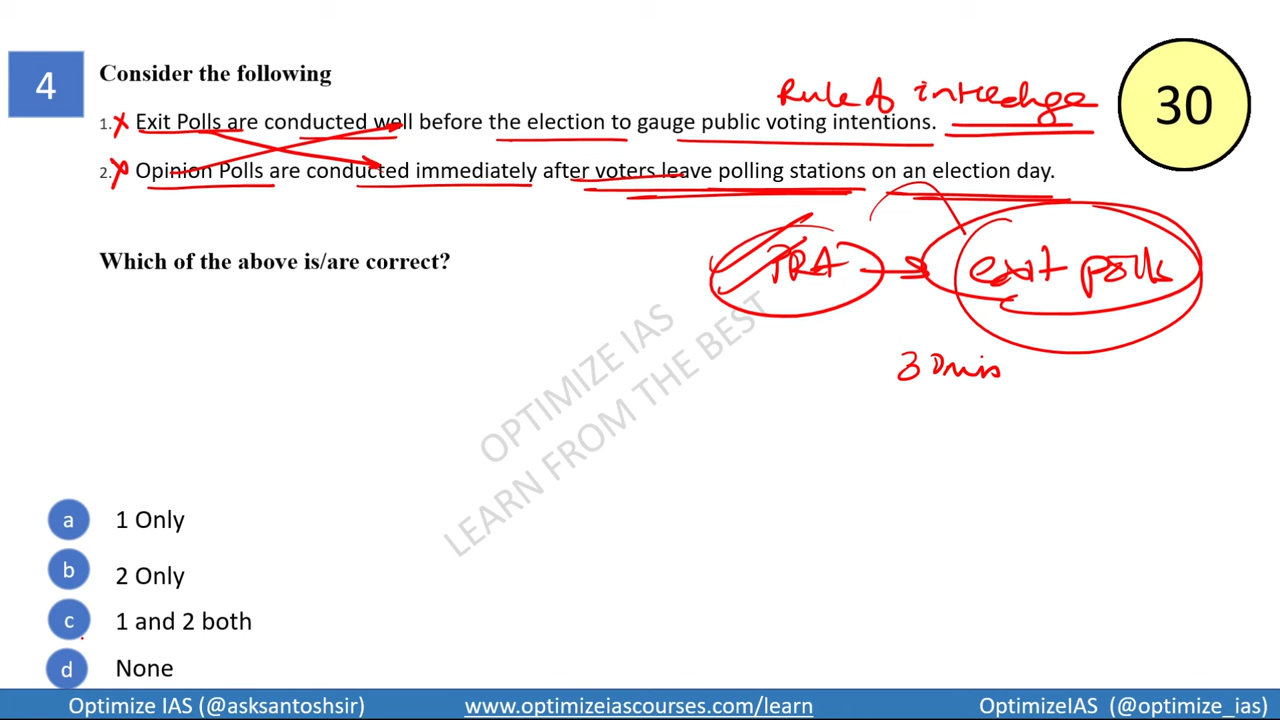 4
Consider the following
Rule of interchange
30
1. X Exit Polls are conducted well before the election to gauge public voting intentions.
2. X Opinion Polls are conducted immediately after voters leave polling stations on an election day.
Which of the above is/are correct?
exit polls
30mis
OPTIMIZE IAS
LEARN FROM THE BEST
a 1 Only
b 2 Only
c 1 and 2 both
d None
Optimize IAS (@asksantoshsir) www.optimizeiascourses.com/learn OptimizeIAS (@optimize_ias)